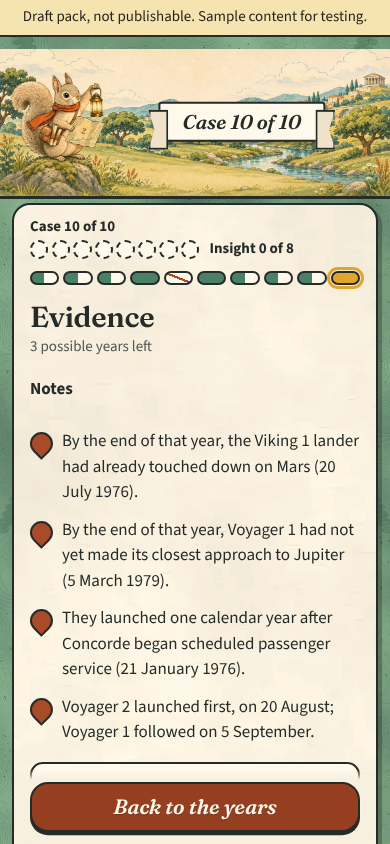 Draft pack, not publishable. Sample content for testing.
Case 10 of 10
Case 10 of 10
Insight 0 of 8
Evidence
3 possible years left
Notes
By the end of that year, the Viking 1 lander
had already touched down on Mars (20
July 1976).
By the end of that year, Voyager 1 had not
yet made its closest approach to Jupiter
(5 March 1979).
They launched one calendar year after
Concorde began scheduled passenger
service (21 January 1976).
Voyager 2 launched first, on 20 August;
Voyager 1 followed on 5 September.
Back to the years